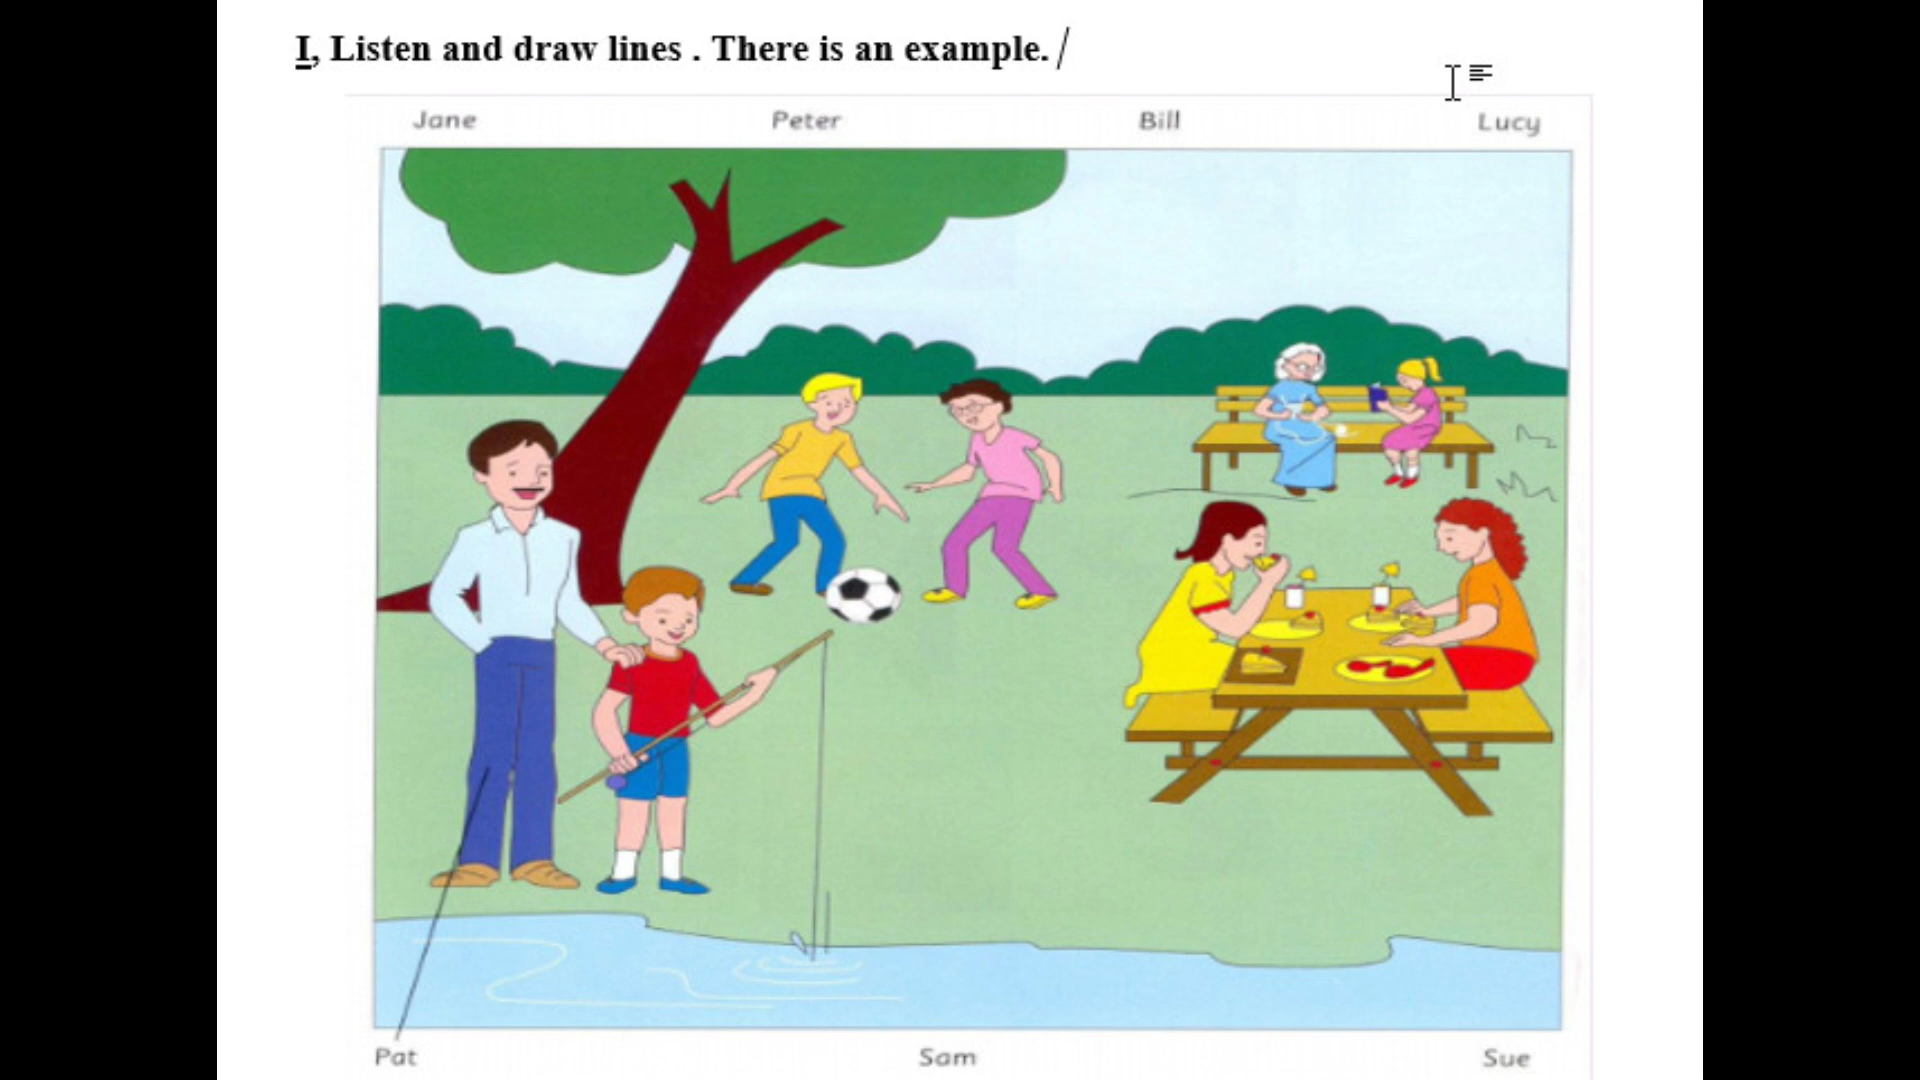 I, Listen and draw lines . There is an example. /
Jane Peter Bill Lucy
Pat Sam Sue